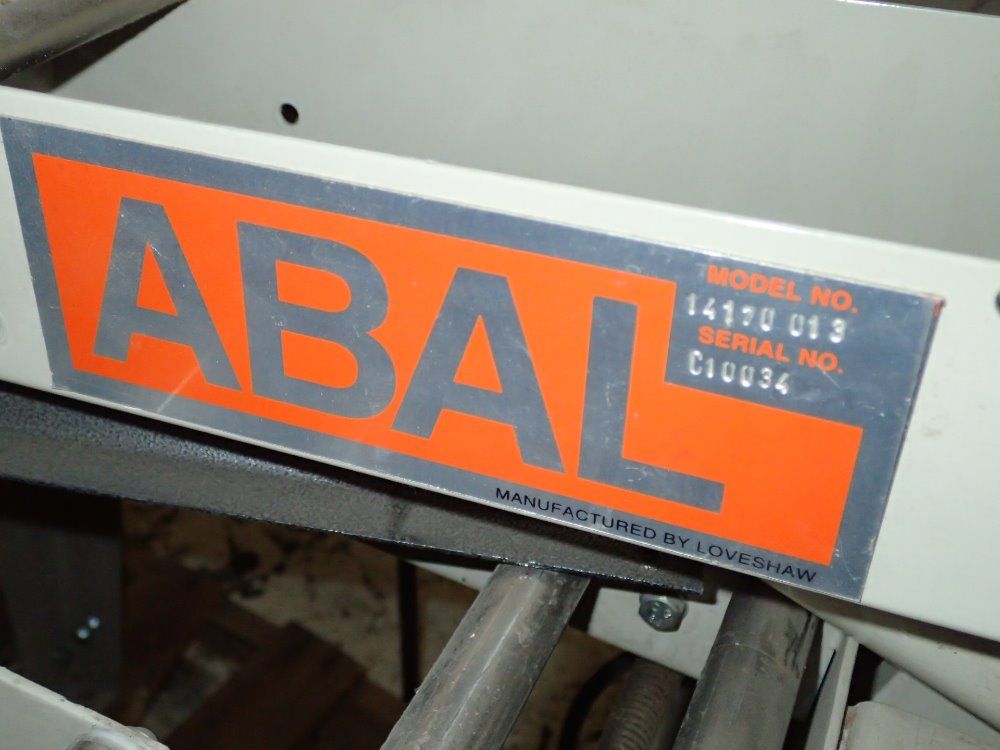 ABAL
MODEL NO.
14170 013
SERIAL NO.
C10034
MANUFACTURED BY LOVESHAW